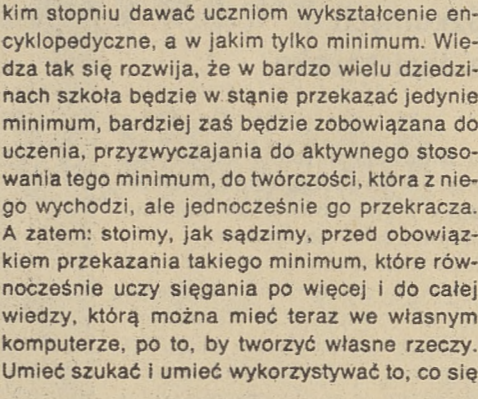 kim stopniu dawać uczniom wykształcenie en-
cyklopedyczne, a w jakim tylko minimum. Wie-
dza tak się rozwija, że w bardzo wielu dziedzi-
nach szkoła będzie w stanie przekazać jedynie
minimum, bardziej zaś będzie zobowiązana do
uczenia, przyzwyczajania do aktywnego stoso-
wania tego minimum, do twórczości, która z nie-
go wychodzi, ale jednocześnie go przekracza.
A zatem: stoimy, jak sądzimy, przed obowiąz-
kiem przekazania takiego minimum, które rów-
nocześnie uczy sięgania po więcej i do całej
wiedzy, którą można mieć teraz we własnym
komputerze, po to, by tworzyć własne rzeczy.
Umieć szukać i umieć wykorzystywać to, co się